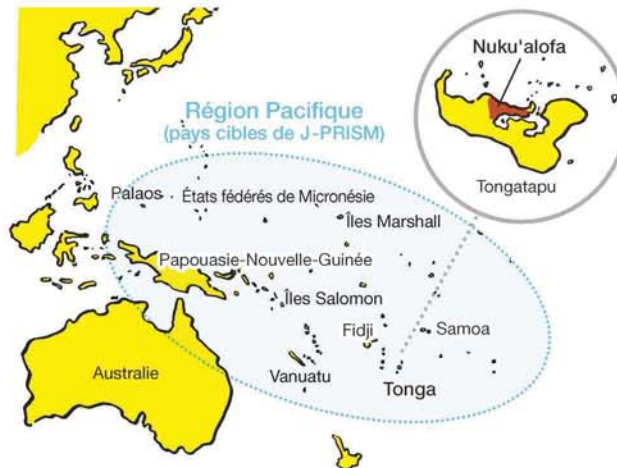 Nuku'alofa
Tongatapu
Région Pacifique
(pays cibles de J-PRISM)
Palaos
États fédérés de Micronésie
Îles Marshall
Papouasie-Nouvelle-Guinée
Îles Salomon
Fidji
Samoa
Australie
Vanuatu
Tonga